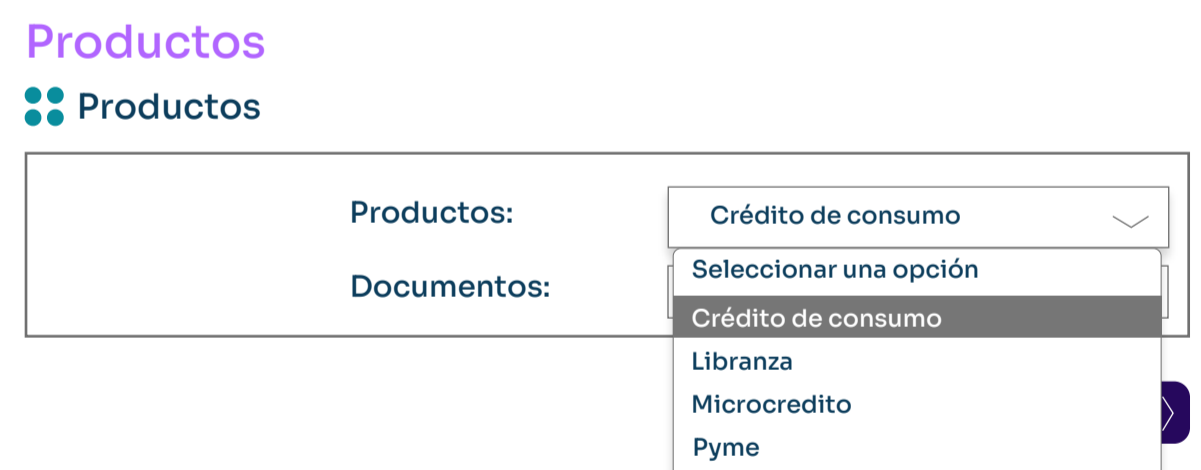 Productos
Productos
Productos:
Crédito de consumo
Documentos:
Seleccionar una opción
Crédito de consumo
Libranza
Microcredito
Pyme